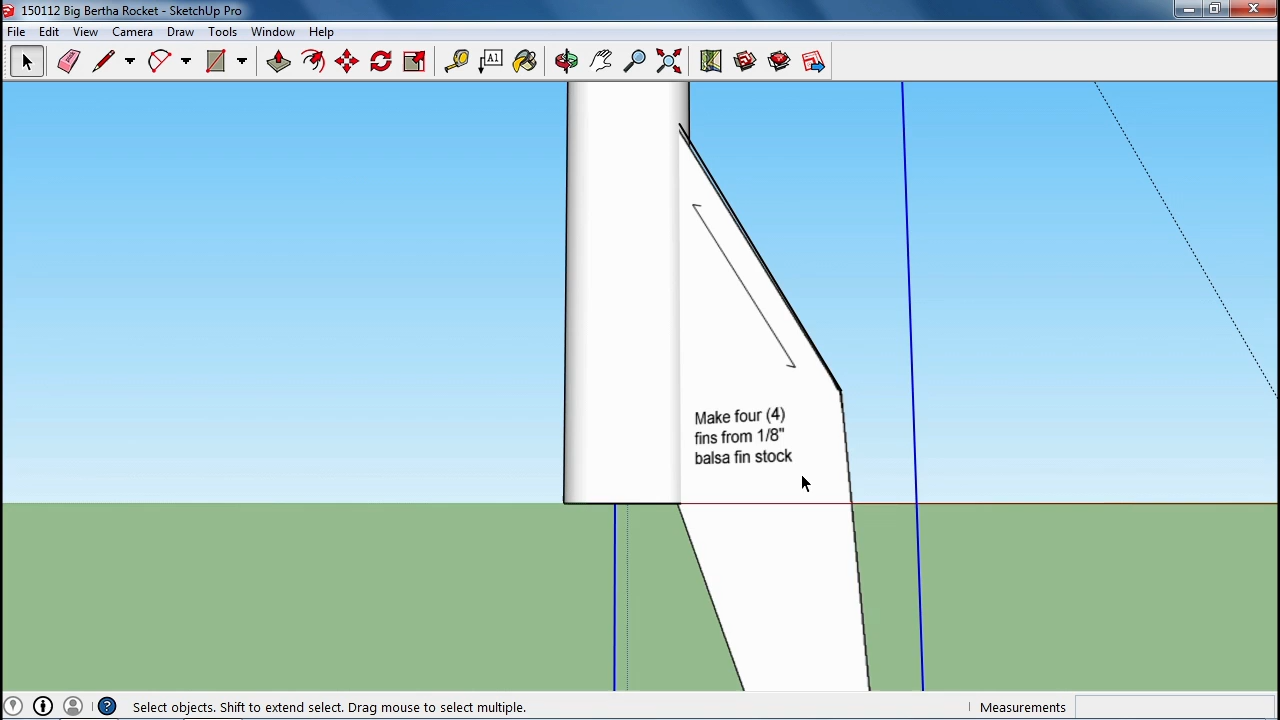 150112 Big Bertha Rocket - SketchUp Pro
File Edit View Camera Draw Tools Window Help
A1
Make four (4)
fins from 1/8"
balsa fin stock
Select objects. Shift to extend select. Drag mouse to select multiple.
Measurements